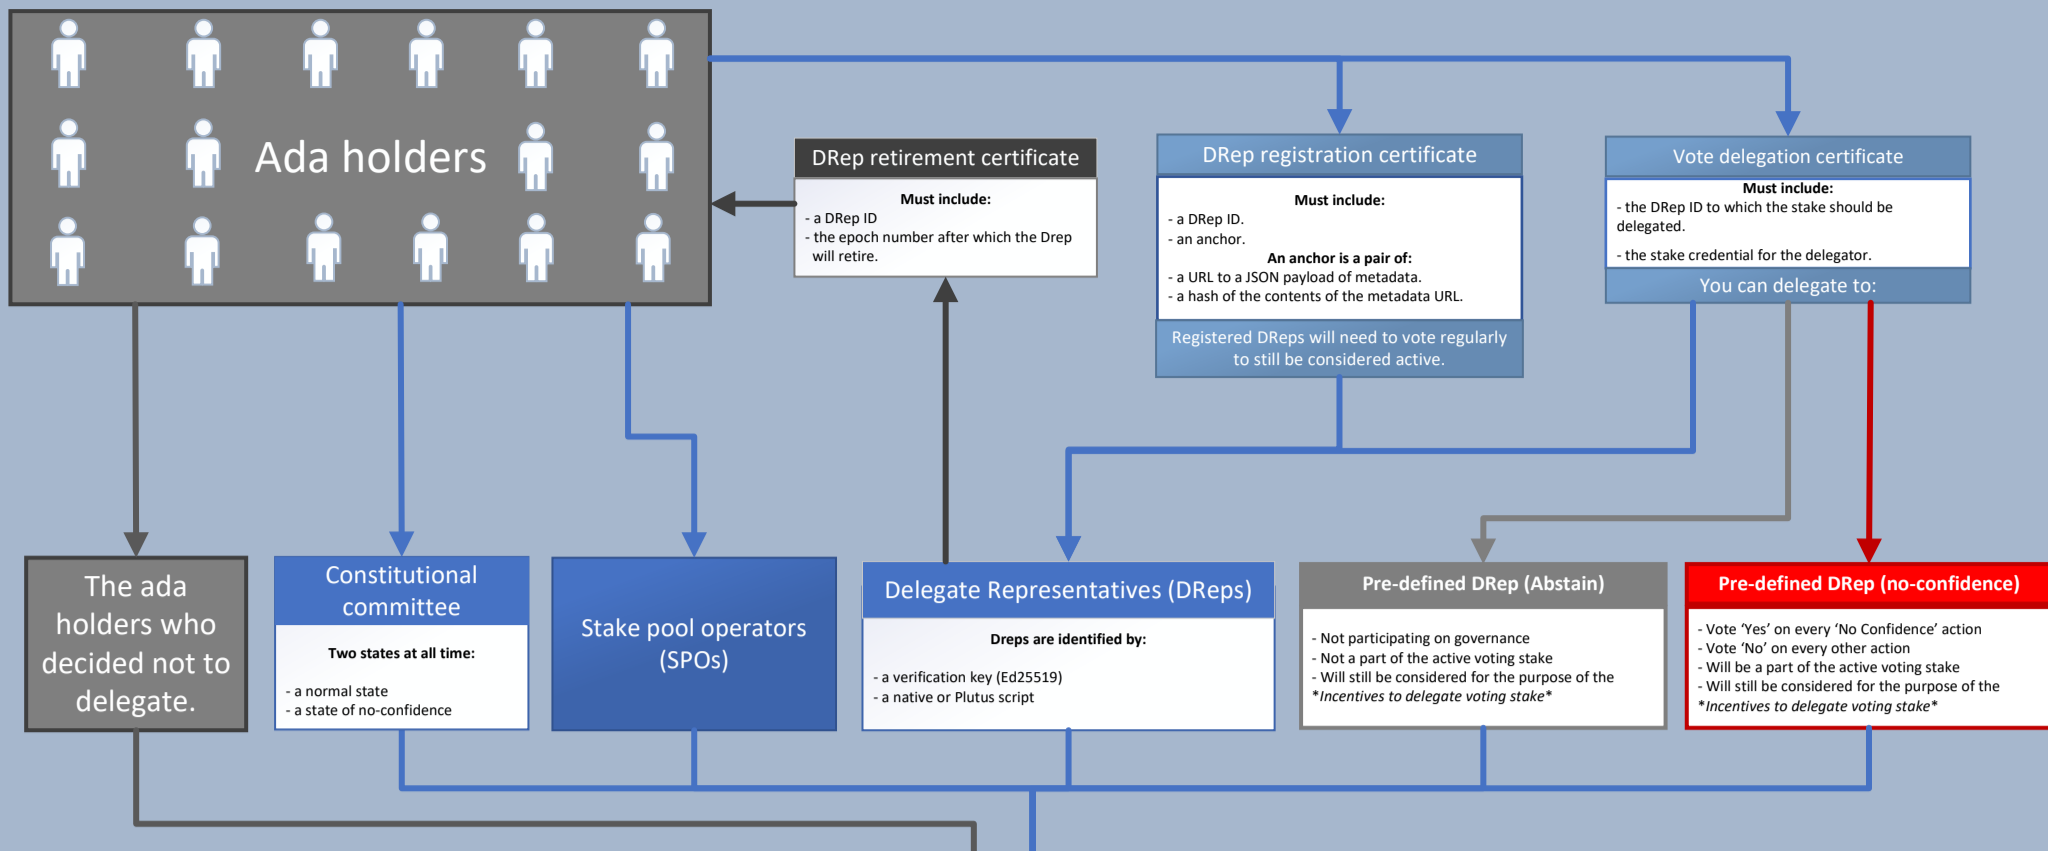 Ada holders
DRep retirement certificate
Must include:
- a DRep ID
- the epoch number after which the Drep
will retire.
DRep registration certificate
Must include:
- a DRep ID.
- an anchor.
An anchor is a pair of:
- a URL to a JSON payload of metadata.
- a hash of the contents of the metadata URL.
Registered DReps will need to vote regularly
to still be considered active.
Vote delegation certificate
Must include:
- the DRep ID to which the stake should be
delegated.
- the stake credential for the delegator.
You can delegate to:
The ada
holders who
decided not to
delegate.
Constitutional
committee
Two states at all time:
- a normal state
- a state of no-confidence
Stake pool operators
(SPOs)
Delegate Representatives (DReps)
Dreps are identified by:
- a verification key (Ed25519)
- a native or Plutus script
Pre-defined DRep (Abstain)
- Not participating on governance
- Not a part of the active voting stake
- Will still be considered for the purpose of the
*Incentives to delegate voting stake*
Pre-defined DRep (no-confidence)
- Vote ‘Yes’ on every ‘No Confidence’ action
- Vote ‘No’ on every other action
- Will be a part of the active voting stake
- Will still be considered for the purpose of the
*Incentives to delegate voting stake*